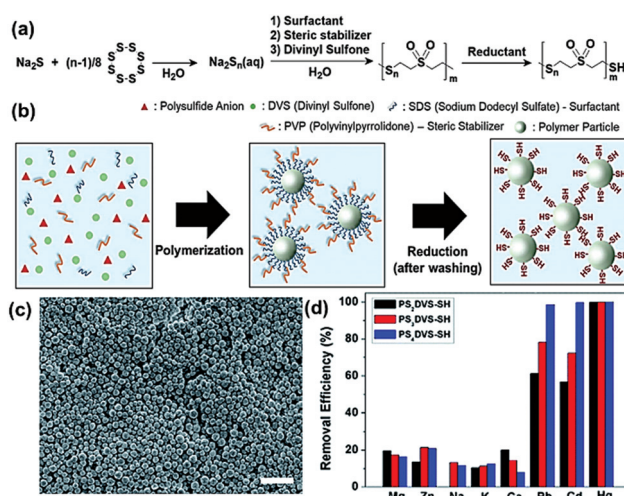 (a)
Na₂S + (n-1)/8
S-S
S S
S S
S-S
H₂O
Na₂Sₙ(aq)
1) Surfactant
2) Steric stabilizer
3) Divinyl Sulfone
H₂O
O O
S
Sₙ
m
Reductant
O O
S
Sₙ
SH
m
(b)
: Polysulfide Anion : DVS (Divinyl Sulfone) : SDS (Sodium Dodecyl Sulfate) - Surfactant
: PVP (Polyvinylpyrrolidone) – Steric Stabilizer : Polymer Particle
Polymerization
Reduction
(after washing)
HS SH
(c)
(d)
Removal Efficiency (%)
100
80
60
40
20
0
PS₂DVS-SH
PS₃DVS-SH
PS₄DVS-SH
Mg Zn Na K Ca Pb Cd Hg